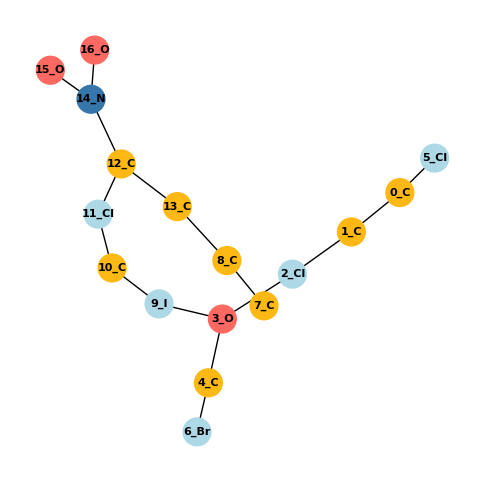 16_O
15_O
14_N
5_Cl
12_C
0_C
13_C
11_Cl
1_C
8_C
10_C
2_Cl
9_I
7_C
3_O
4_C
6_Br